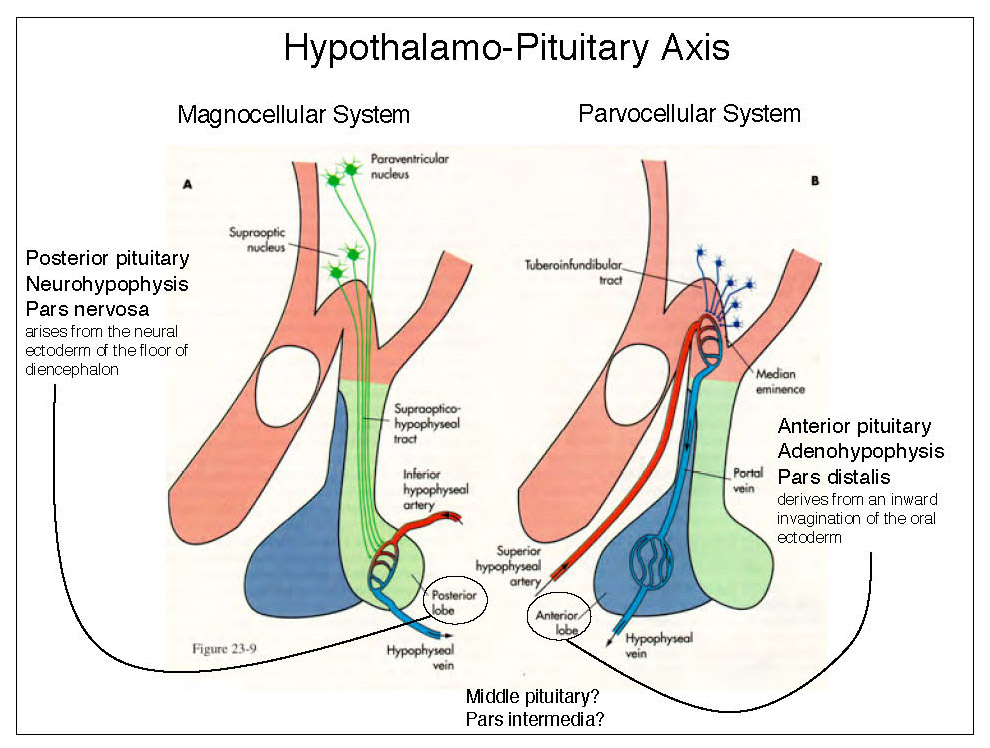 Hypothalamo-Pituitary Axis
Magnocellular System
Parvocellular System
A
Paraventricular
nucleus
Supraoptic
nucleus
Posterior pituitary
Neurohypophysis
Pars nervosa
arises from the neural
ectoderm of the floor of
diencephalon
Supraoptico-
hypophyseal
tract
Inferior
hypophyseal
artery
Posterior
lobe
Hypophyseal
vein
Figure 23-9
B
Tuberoinfundibular
tract
Median
eminence
Anterior pituitary
Adenohypophysis
Pars distalis
derives from an inward
invagination of the oral
ectoderm
Portal
vein
Superior
hypophyseal
artery
Anterior
lobe
Hypophyseal
vein
Middle pituitary?
Pars intermedia?